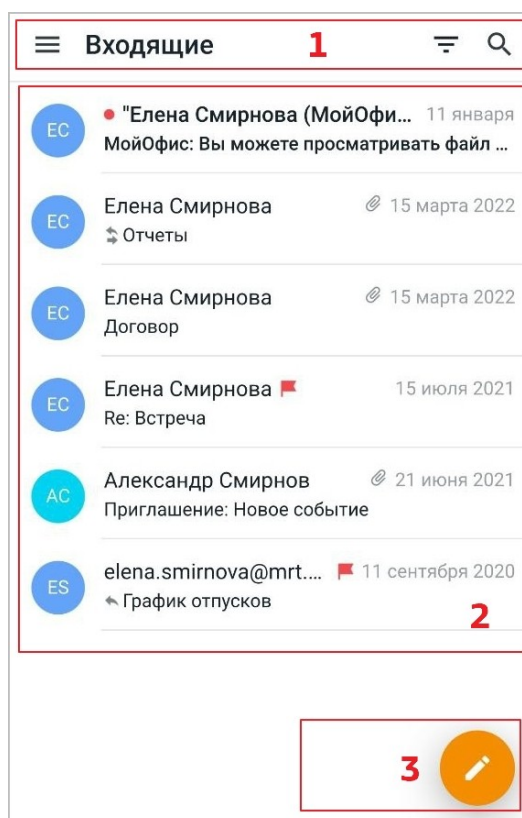 Входящие 1
ЕС "Елена Смирнова (МойОфи... 11 января
МойОфис: Вы можете просматривать файл ...
ЕС Елена Смирнова 15 марта 2022
Отчеты
ЕС Елена Смирнова 15 марта 2022
Договор
ЕС Елена Смирнова 15 июля 2021
Re: Встреча
АС Александр Смирнов 21 июня 2021
Приглашение: Новое событие
ES elena.smirnova@mrt.... 11 сентября 2020
График отпусков
2
3